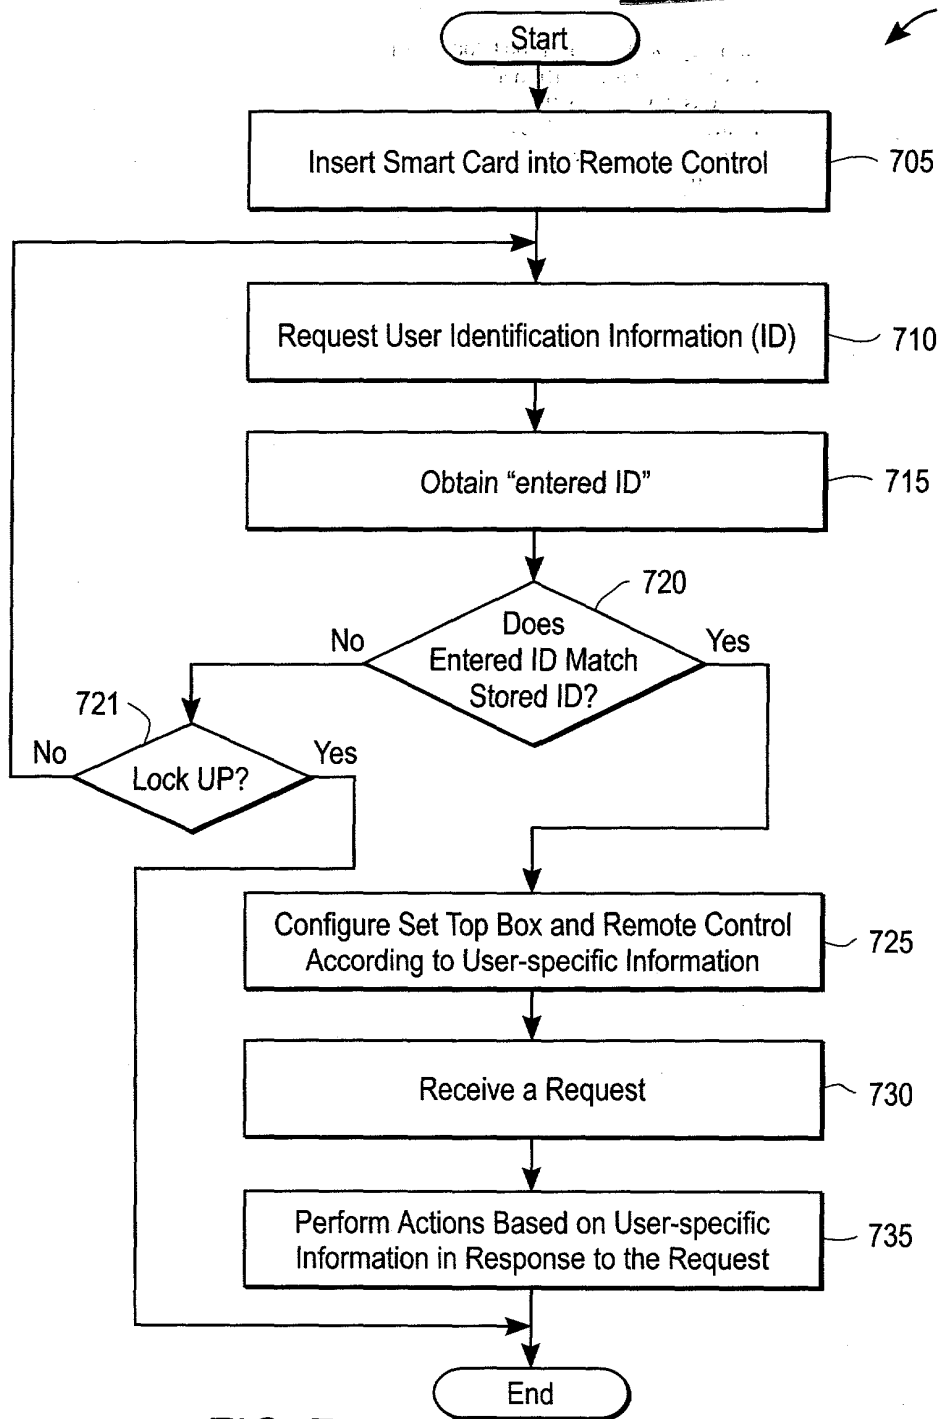 Start
Insert Smart Card into Remote Control
705
Request User Identification Information (ID)
710
Obtain “entered ID”
715
720
Does
Entered ID Match
Stored ID?
No
Yes
721
Lock UP?
No
Yes
Configure Set Top Box and Remote Control
According to User-specific Information
725
Receive a Request
730
Perform Actions Based on User-specific
Information in Response to the Request
735
End